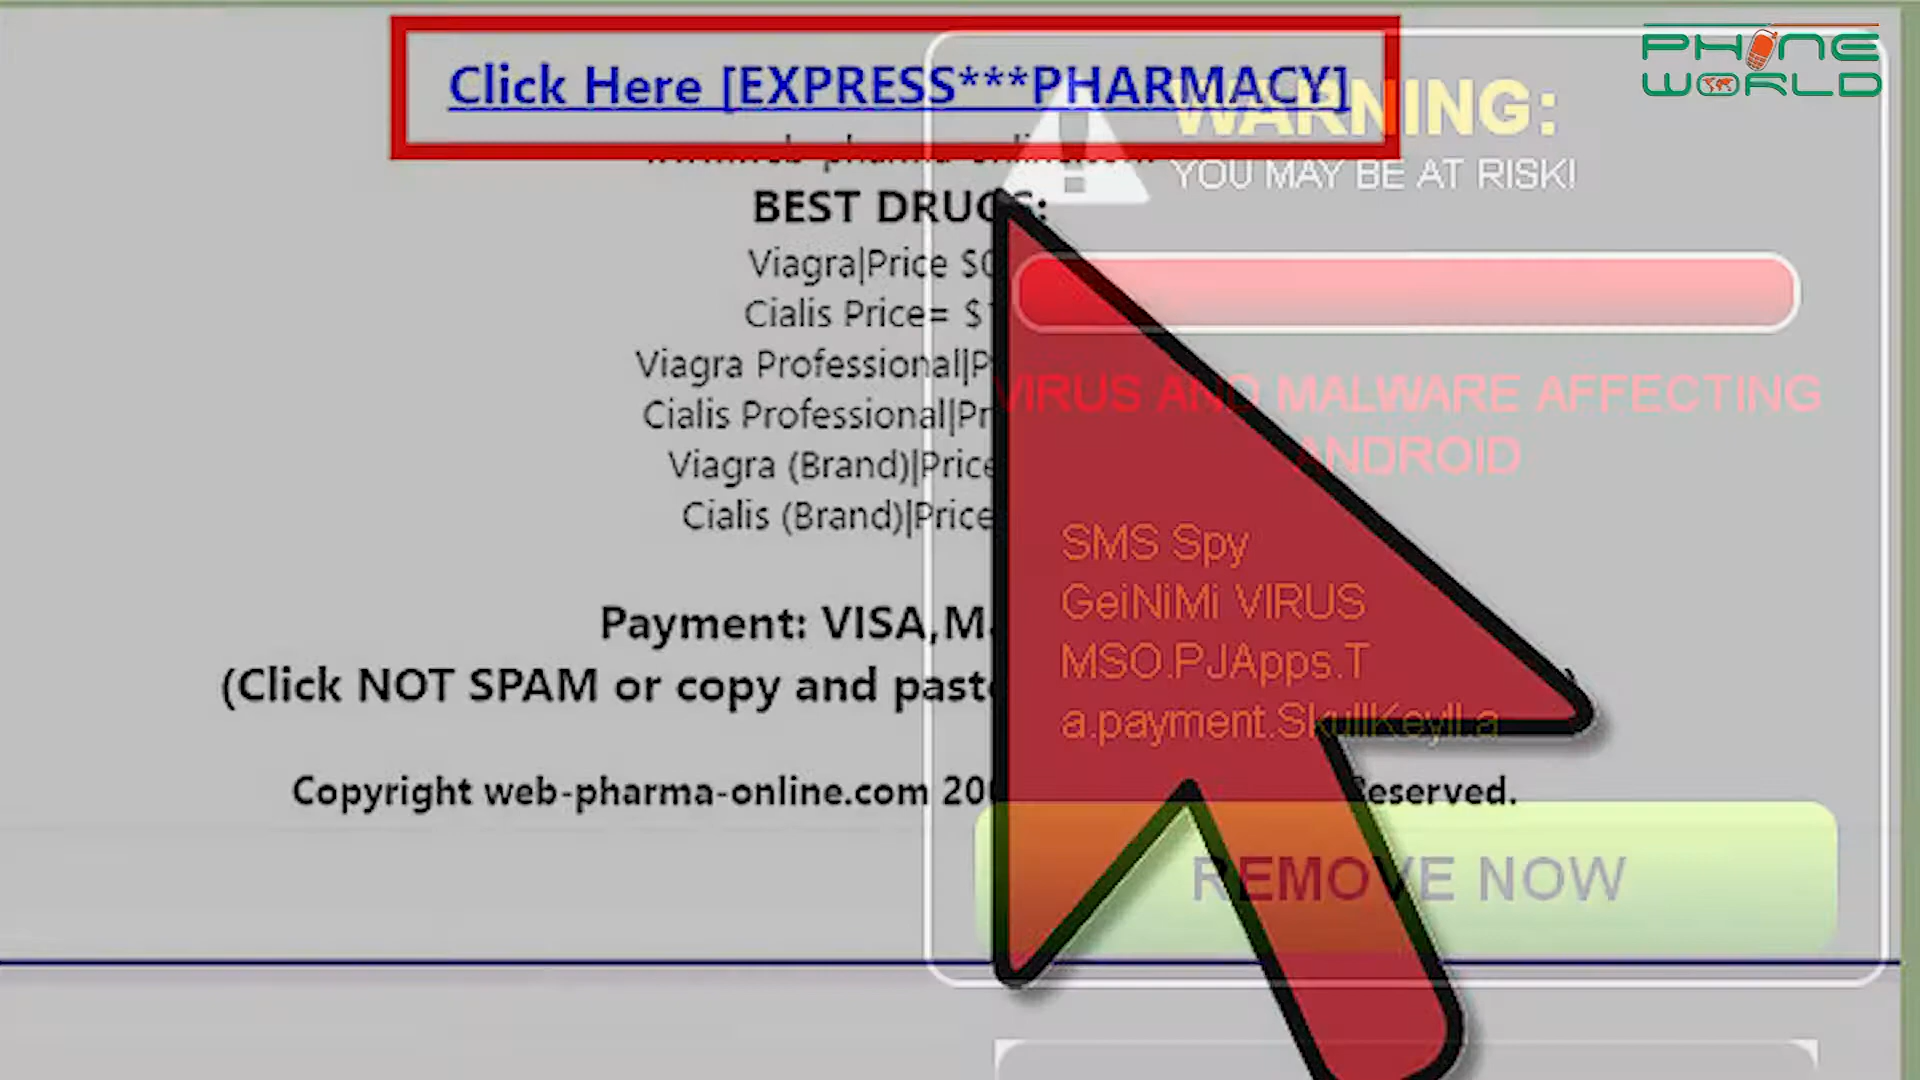 PHONE
WORLD
Click Here [EXPRESS***PHARMACY]
WARNING:
YOU MAY BE AT RISK!
BEST DRUGS:
Viagra|Price $
Cialis Price= $
Viagra Professional|P
Cialis Professional|Pr
Viagra (Brand)|Price
Cialis (Brand)|Price
VIRUS AND MALWARE AFFECTING
ANDROID
SMS Spy
GeiNiMi VIRUS
MSO.PJApps.T
a.payment.SkullKeyll.a
Payment: VISA,M
(Click NOT SPAM or copy and paste
Copyright web-pharma-online.com 20 Reserved.
REMOVE NOW